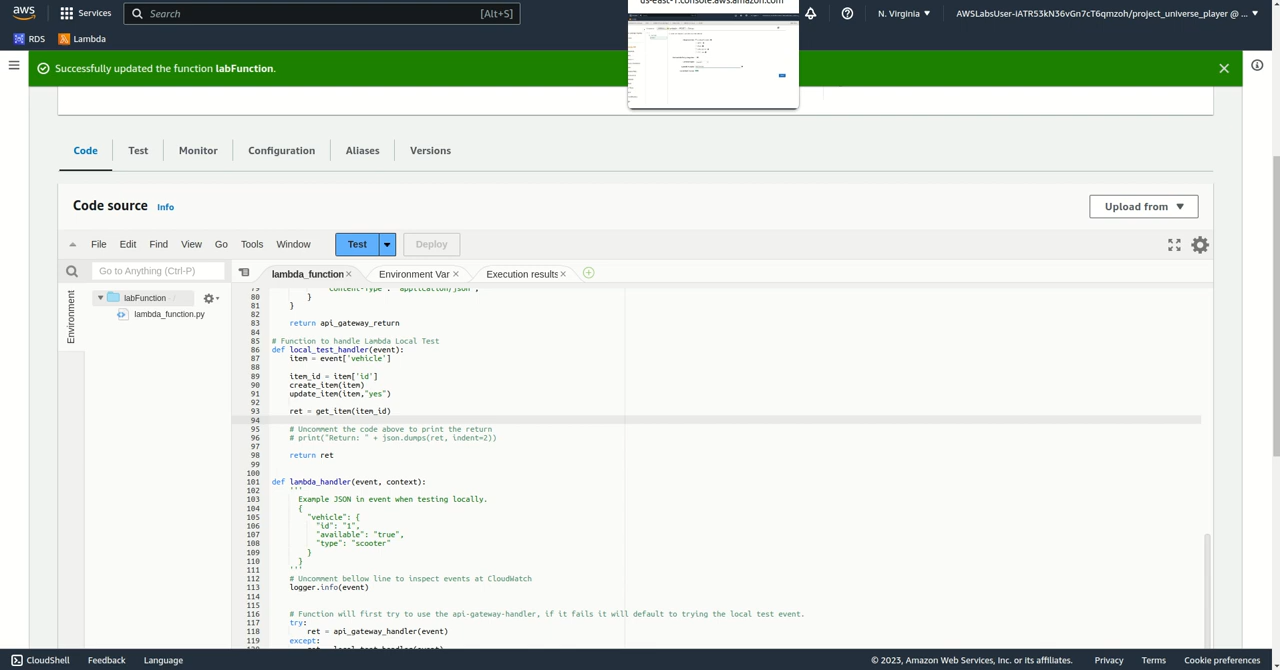 us-east-1.console.aws.amazon.com
aws
Services
Search
[Alt+S]
N. Virginia
AWSLabsUser-iATR53kN36vGn7cT6qmzoh/project_universe_player @ ...
RDS
Lambda
Successfully updated the function labFunction.
Code
Test
Monitor
Configuration
Aliases
Versions
Code source Info
Upload from
File Edit Find View Go Tools Window
Test
Deploy
Go to Anything (Ctrl-P)
lambda_function
Environment Var
Execution results
Environment
labFunction - /
lambda_function.py
79 "Content-Type": "application/json",
80 }
81 }
82
83 return api_gateway_return
84
85 # Function to handle Lambda Local Test
86 def local_test_handler(event):
87 item = event['vehicle']
88
89 item_id = item['id']
90 create_item(item)
91 update_item(item,"yes")
92
93 ret = get_item(item_id)
94
95 # Uncomment the code above to print the return
96 # print("Return: " + json.dumps(ret, indent=2))
97
98 return ret
99
100
101 def lambda_handler(event, context):
102 '''
103 Example JSON in event when testing locally.
104 {
105 "vehicle": {
106 "id": "1",
107 "available": "true",
108 "type": "scooter"
109 }
110 }
111 '''
112 # Uncomment bellow line to inspect events at CloudWatch
113 logger.info(event)
114
115
116 # Function will first try to use the api-gateway-handler, if it fails it will default to trying the local test event.
117 try:
118 ret = api_gateway_handler(event)
119 except:
120 ret = local_test_handler(event)
CloudShell
Feedback
Language
© 2023, Amazon Web Services, Inc. or its affiliates.
Privacy
Terms
Cookie preferences